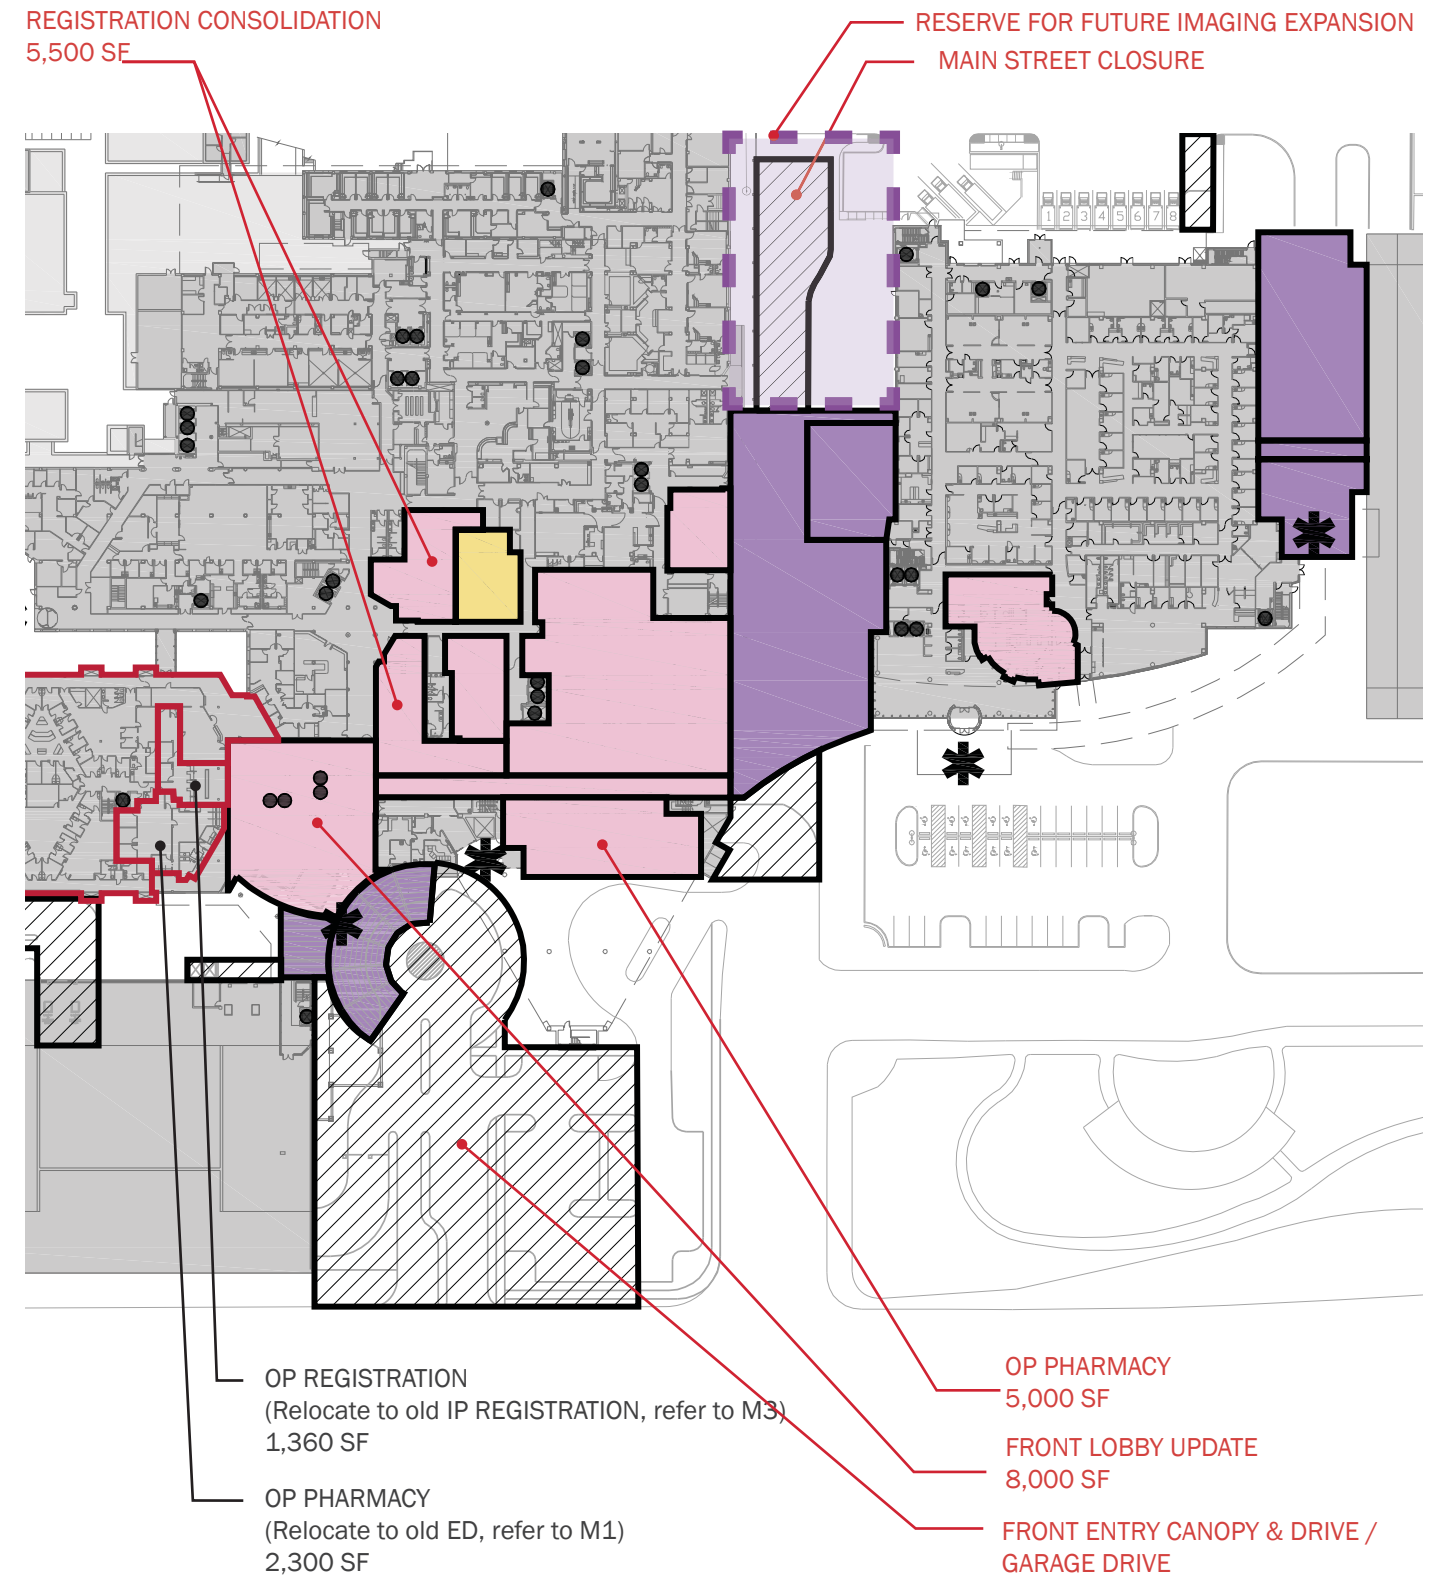 REGISTRATION CONSOLIDATION
5,500 SF
RESERVE FOR FUTURE IMAGING EXPANSION
MAIN STREET CLOSURE
1 2 3 4 5 6 7 8
OP REGISTRATION
(Relocate to old IP REGISTRATION, refer to M3)
1,360 SF
OP PHARMACY
(Relocate to old ED, refer to M1)
2,300 SF
OP PHARMACY
5,000 SF
FRONT LOBBY UPDATE
8,000 SF
FRONT ENTRY CANOPY & DRIVE /
GARAGE DRIVE